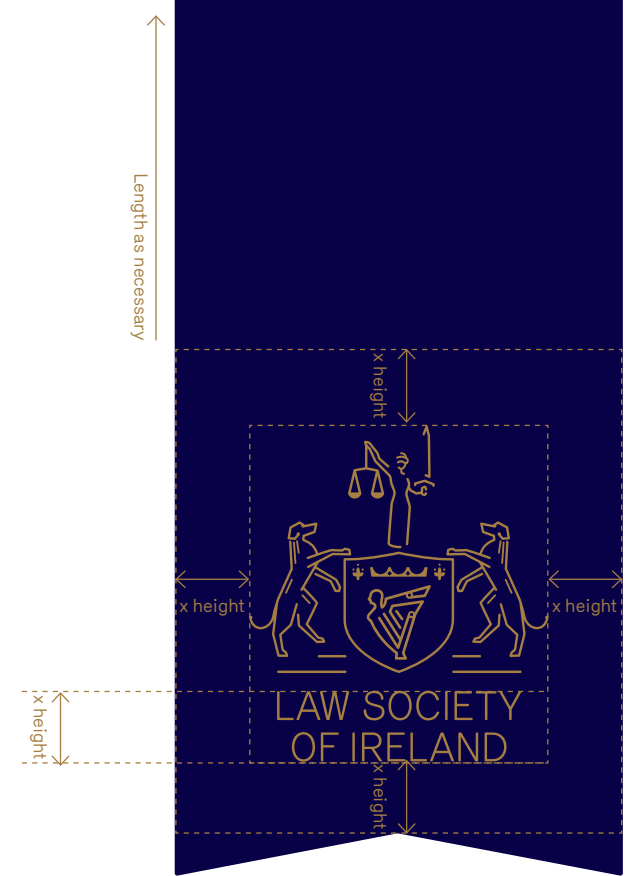 Length as necessary
x height
x height
x height
x height
LAW SOCIETY
OF IRELAND
x height